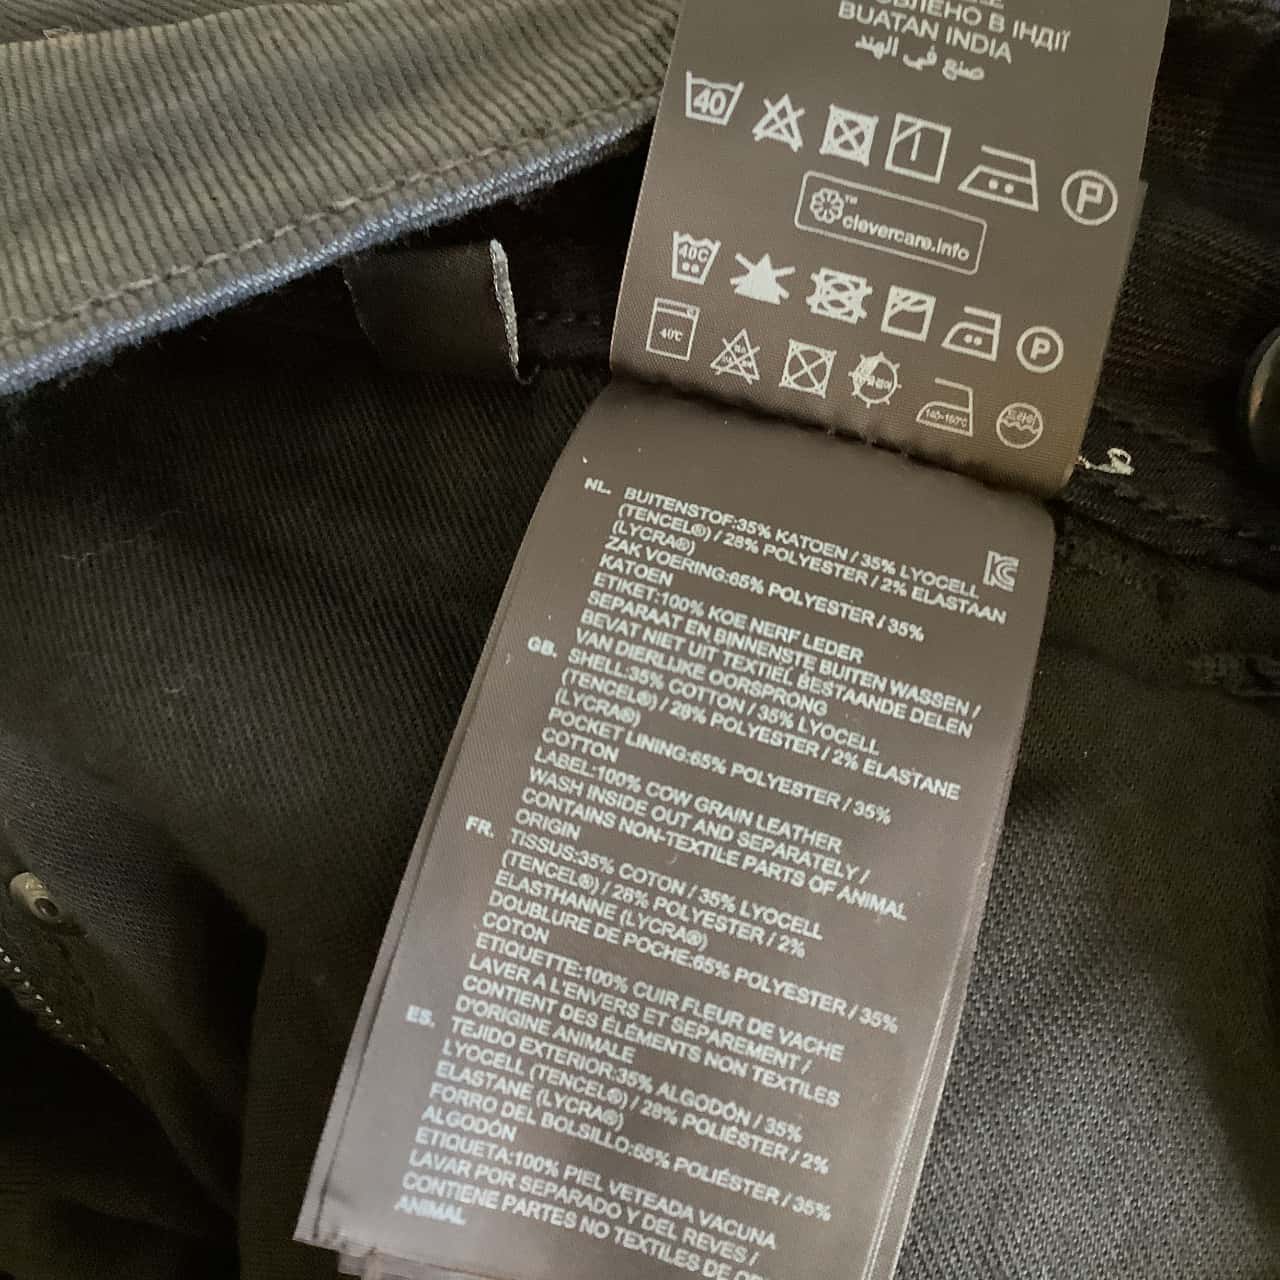 В ІНДІЇ
BUATAN INDIA
صنع في الهند
40
P
clevercare.info™
40C
P
40℃
140~160℃
드라이
NL. BUITENSTOF:35% KATOEN / 35% LYOCELL
(TENCEL®) / 28% POLYESTER / 2% ELASTAAN
(LYCRA®)
ZAK VOERING:65% POLYESTER / 35%
KATOEN
ETIKET:100% KOE NERF LEDER
SEPARAAT EN BINNENSTE BUITEN WASSEN /
BEVAT NIET UIT TEXTIEL BESTAANDE DELEN
VAN DIERLIJKE OORSPRONG
GB. SHELL:35% COTTON / 35% LYOCELL
(TENCEL®) / 28% POLYESTER / 2% ELASTANE
(LYCRA®)
POCKET LINING:65% POLYESTER / 35%
COTTON
LABEL:100% COW GRAIN LEATHER
WASH INSIDE OUT AND SEPARATELY /
CONTAINS NON-TEXTILE PARTS OF ANIMAL
ORIGIN
FR. TISSUS:35% COTON / 35% LYOCELL
(TENCEL®) / 28% POLYESTER / 2%
ELASTHANNE (LYCRA®)
DOUBLURE DE POCHE:65% POLYESTER / 35%
COTON
ETIQUETTE:100% CUIR FLEUR DE VACHE
LAVER A L'ENVERS ET SEPAREMENT /
CONTIENT DES ÉLÉMENTS NON TEXTILES
D'ORIGINE ANIMALE
ES. TEJIDO EXTERIOR:35% ALGODÓN / 35%
LYOCELL (TENCEL®) / 28% POLIÉSTER / 2%
ELASTANE (LYCRA®)
FORRO DEL BOLSILLO:65% POLIÉSTER / 35%
ALGODÓN
ETIQUETA:100% PIEL VETEADA VACUNA
LAVAR POR SEPARADO Y DEL REVES /
CONTIENE PARTES NO TEXTILES DE
ANIMAL